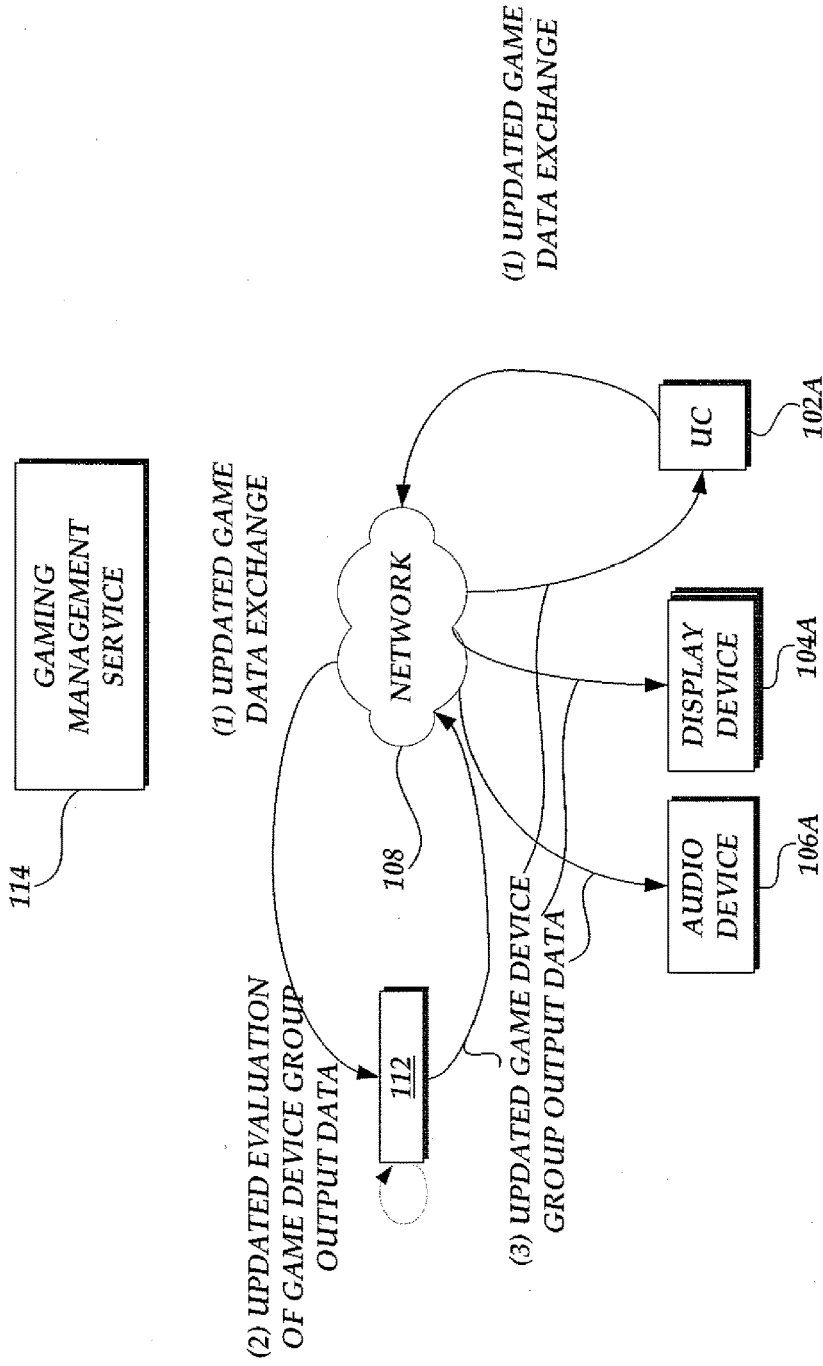 GAMING
MANAGEMENT
SERVICE
114
(1) UPDATED GAME
DATA EXCHANGE
(2) UPDATED EVALUATION
OF GAME DEVICE GROUP
OUTPUT DATA
112
NETWORK
108
(1) UPDATED GAME
DATA EXCHANGE
(3) UPDATED GAME DEVICE
GROUP OUTPUT DATA
AUDIO
DEVICE
106A
DISPLAY
DEVICE
104A
UC
102A